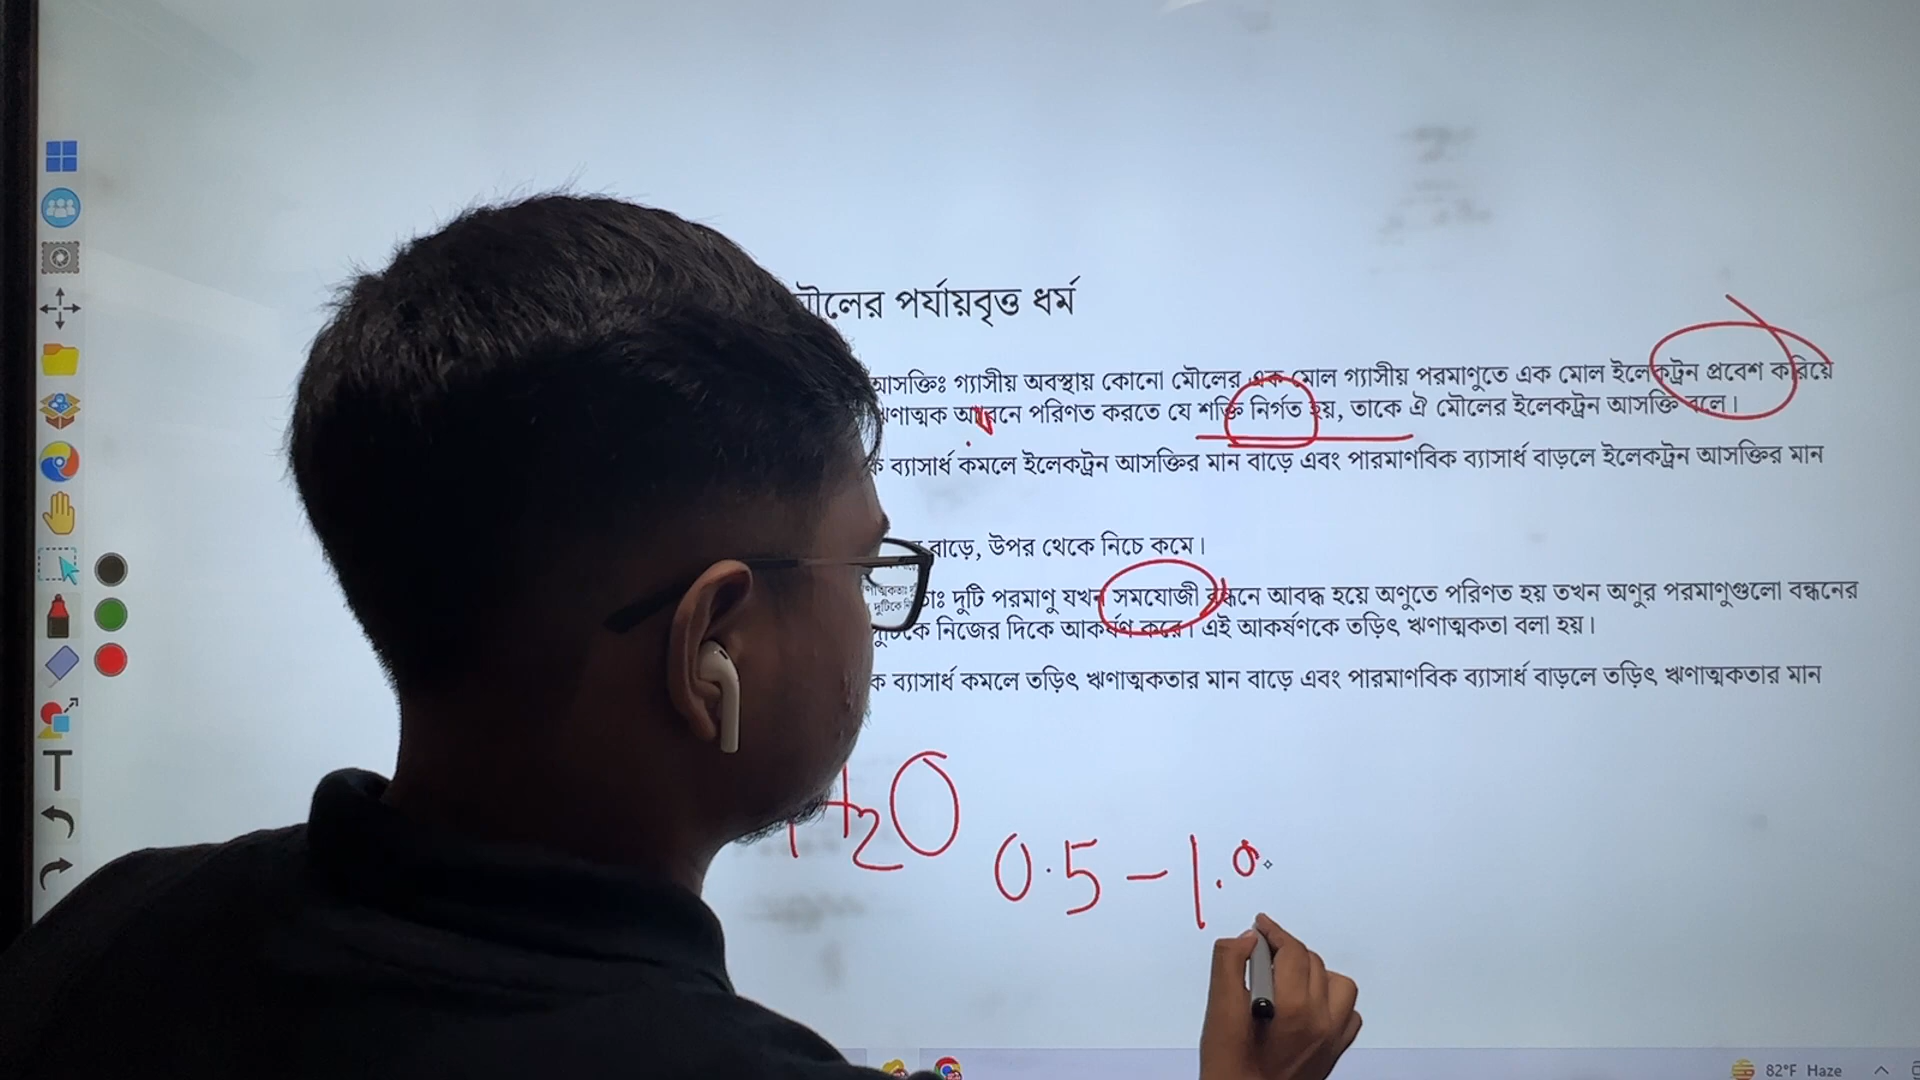 মৌলের পর্যায়বৃত্ত ধর্ম
আসক্তিঃ গ্যাসীয় অবস্থায় কোনো মৌলের এক মোল গ্যাসীয় পরমাণুতে এক মোল ইলেকট্রন প্রবেশ করিয়ে
ঋণাত্মক আয়নে পরিণত করতে যে শক্তি নির্গত হয়, তাকে ঐ মৌলের ইলেকট্রন আসক্তি বলে।
ব্যাসার্ধ কমলে ইলেকট্রন আসক্তির মান বাড়ে এবং পারমাণবিক ব্যাসার্ধ বাড়লে ইলেকট্রন আসক্তির মান
বাড়ে, উপর থেকে নিচে কমে।
দুটি পরমাণু যখন সমযোজী বন্ধনে আবদ্ধ হয়ে অণুতে পরিণত হয় তখন অণুর পরমাণুগুলো বন্ধনের
নিজের দিকে আকর্ষণ করে। এই আকর্ষণকে তড়িৎ ঋণাত্মকতা বলা হয়।
ব্যাসার্ধ কমলে তড়িৎ ঋণাত্মকতার মান বাড়ে এবং পারমাণবিক ব্যাসার্ধ বাড়লে তড়িৎ ঋণাত্মকতার মান
H2O
0.5 - 1.
82°F Haze